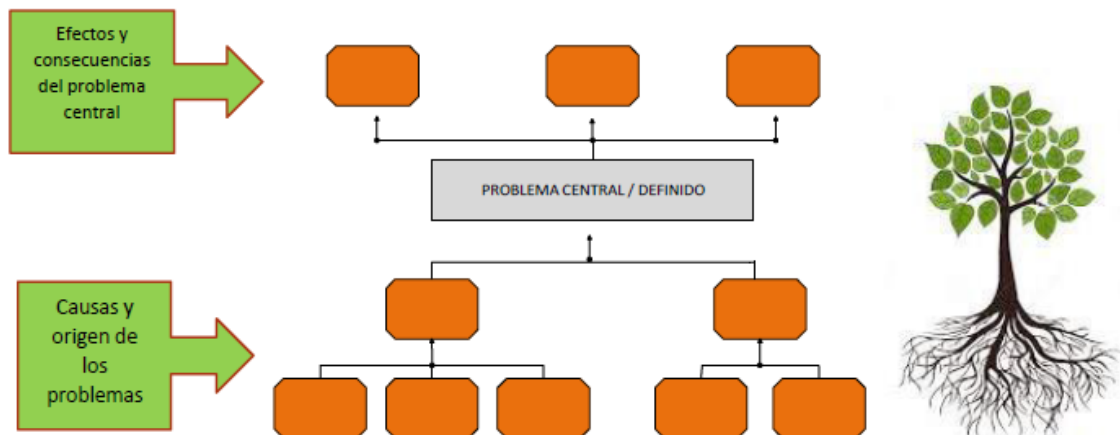 Efectos y
consecuencias
del problema
central
PROBLEMA CENTRAL / DEFINIDO
Causas y
origen de
los
problemas